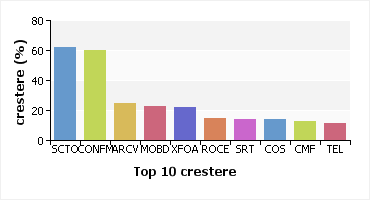 80
60
40
20
0
crestere (%)
SCTO CONFM ARCV MOBD XFOA ROCE SRT COS CMF TEL
Top 10 crestere